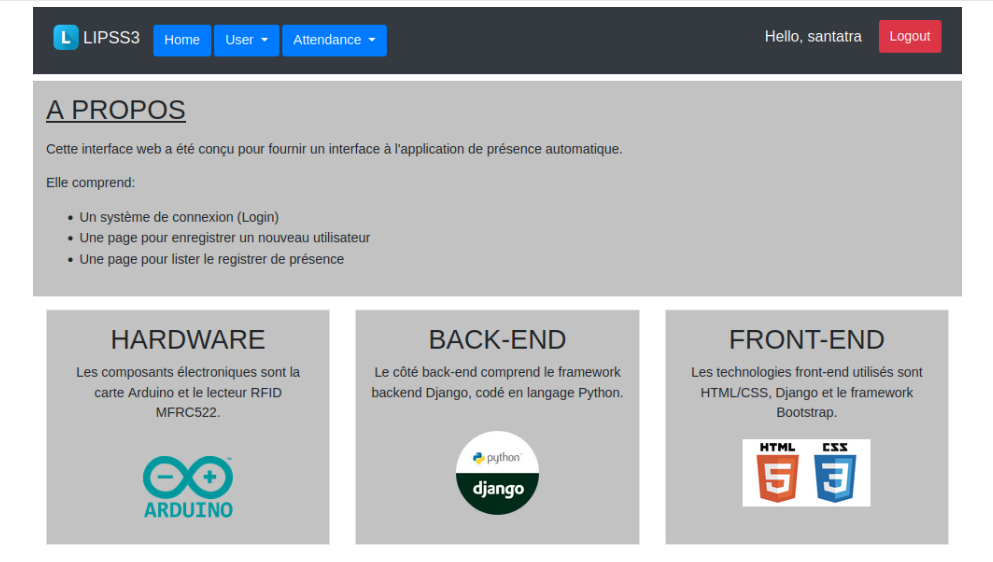 L LIPSS3 Home User Attendance Hello, santatra Logout
A PROPOS
Cette interface web a été conçu pour fournir un interface à l'application de présence automatique.
Elle comprend:
• Un système de connexion (Login)
• Une page pour enregistrer un nouveau utilisateur
• Une page pour lister le registrer de présence
HARDWARE
Les composants électroniques sont la
carte Arduino et le lecteur RFID
MFRC522.
ARDUINO
BACK-END
Le côté back-end comprend le framework
backend Django, codé en langage Python.
python
django
FRONT-END
Les technologies front-end utilisés sont
HTML/CSS, Django et le framework
Bootstrap.
HTML CSS
5 3